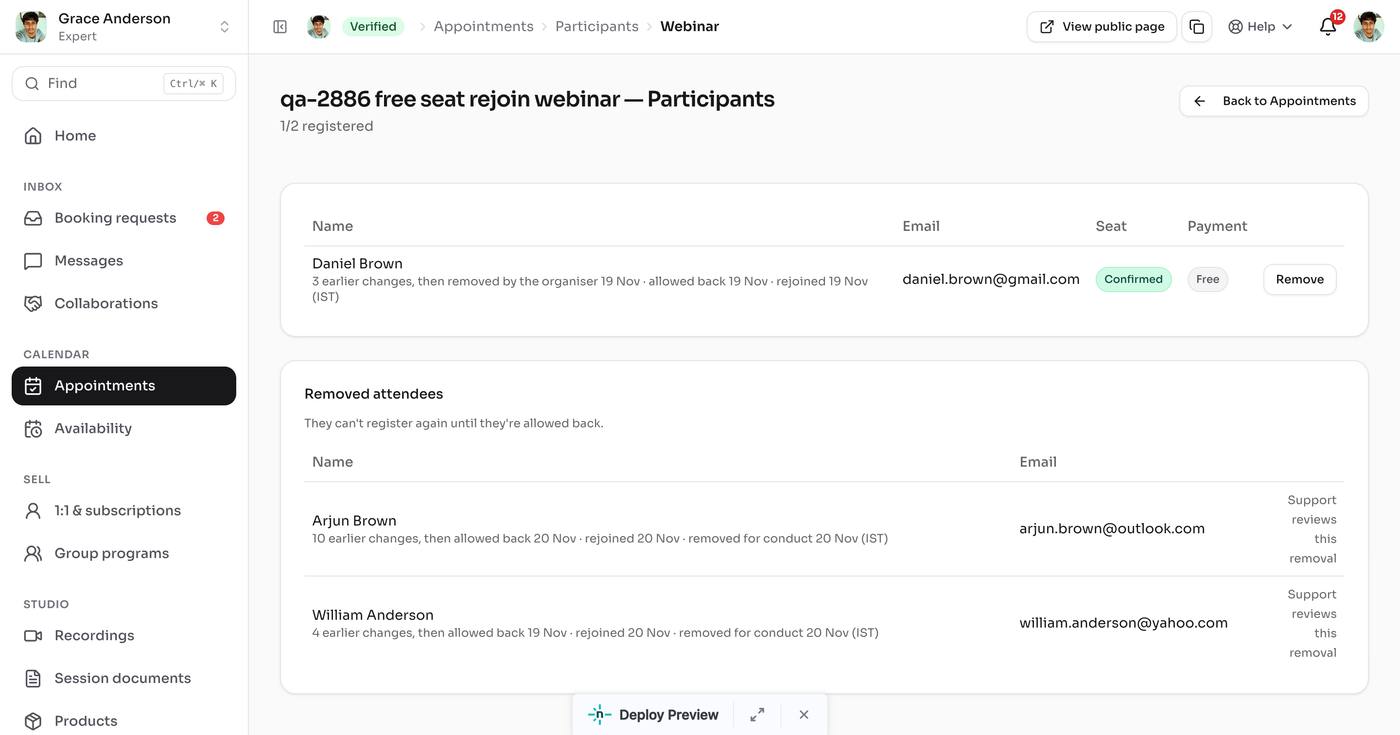 Grace Anderson
Expert
Verified
Appointments
Participants
Webinar
View public page
Help
12
Find
Ctrl/⌘ K
Home
INBOX
Booking requests
2
Messages
Collaborations
CALENDAR
Appointments
Availability
SELL
1:1 & subscriptions
Group programs
STUDIO
Recordings
Session documents
Products
qa-2886 free seat rejoin webinar — Participants
1/2 registered
Back to Appointments
Name
Email
Seat
Payment
Daniel Brown
3 earlier changes, then removed by the organiser 19 Nov · allowed back 19 Nov · rejoined 19 Nov
(IST)
daniel.brown@gmail.com
Confirmed
Free
Remove
Removed attendees
They can't register again until they're allowed back.
Name
Email
Arjun Brown
10 earlier changes, then allowed back 20 Nov · rejoined 20 Nov · removed for conduct 20 Nov (IST)
arjun.brown@outlook.com
Support
reviews
this
removal
William Anderson
4 earlier changes, then allowed back 19 Nov · rejoined 20 Nov · removed for conduct 20 Nov (IST)
william.anderson@yahoo.com
Support
reviews
this
removal
n
Deploy Preview